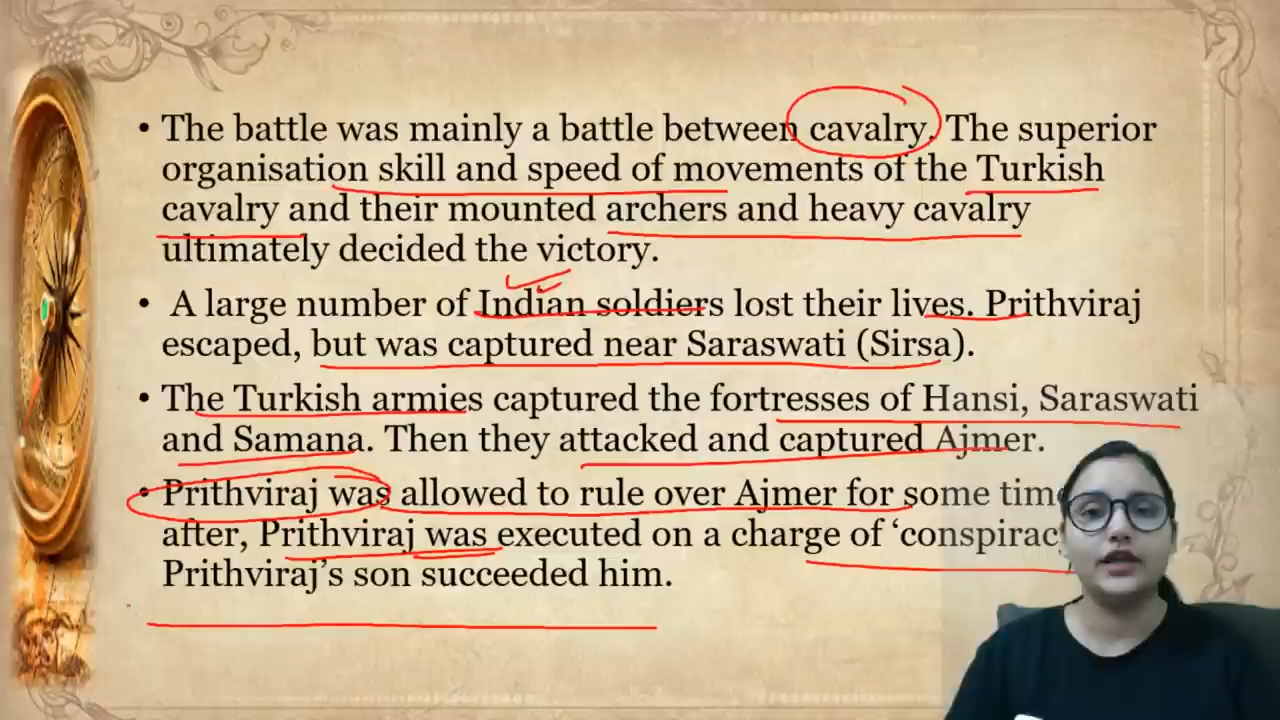 • The battle was mainly a battle between cavalry. The superior
organisation skill and speed of movements of the Turkish
cavalry and their mounted archers and heavy cavalry
ultimately decided the victory.
• A large number of Indian soldiers lost their lives. Prithviraj
escaped, but was captured near Saraswati (Sirsa).
• The Turkish armies captured the fortresses of Hansi, Saraswati
and Samana. Then they attacked and captured Ajmer.
• Prithviraj was allowed to rule over Ajmer for some
after, Prithviraj was executed on a charge of
Prithviraj's son succeeded him.